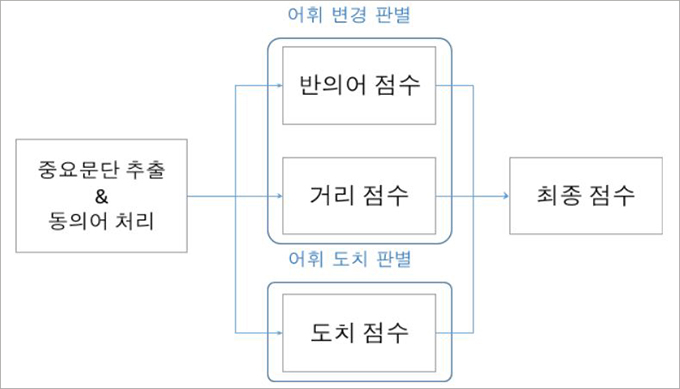 어휘 변경 판별
반의어 점수
중요문단 추출
&
동의어 처리
거리 점수
최종 점수
어휘 도치 판별
도치 점수